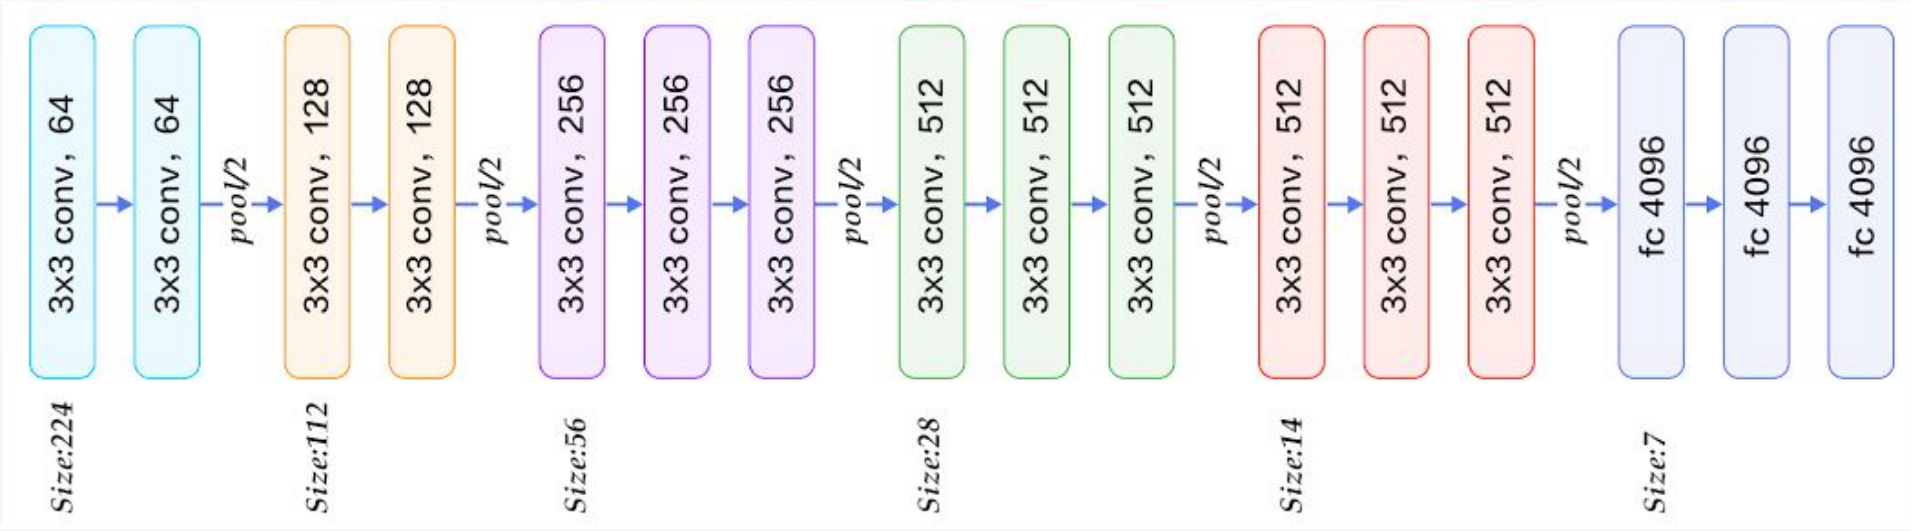 3x3 conv, 64
3x3 conv, 64
pool/2
3x3 conv, 128
3x3 conv, 128
pool/2
3x3 conv, 256
3x3 conv, 256
3x3 conv, 256
pool/2
3x3 conv, 512
3x3 conv, 512
3x3 conv, 512
pool/2
3x3 conv, 512
3x3 conv, 512
3x3 conv, 512
pool/2
fc 4096
fc 4096
fc 4096
Size:224
Size:112
Size:56
Size:28
Size:14
Size:7